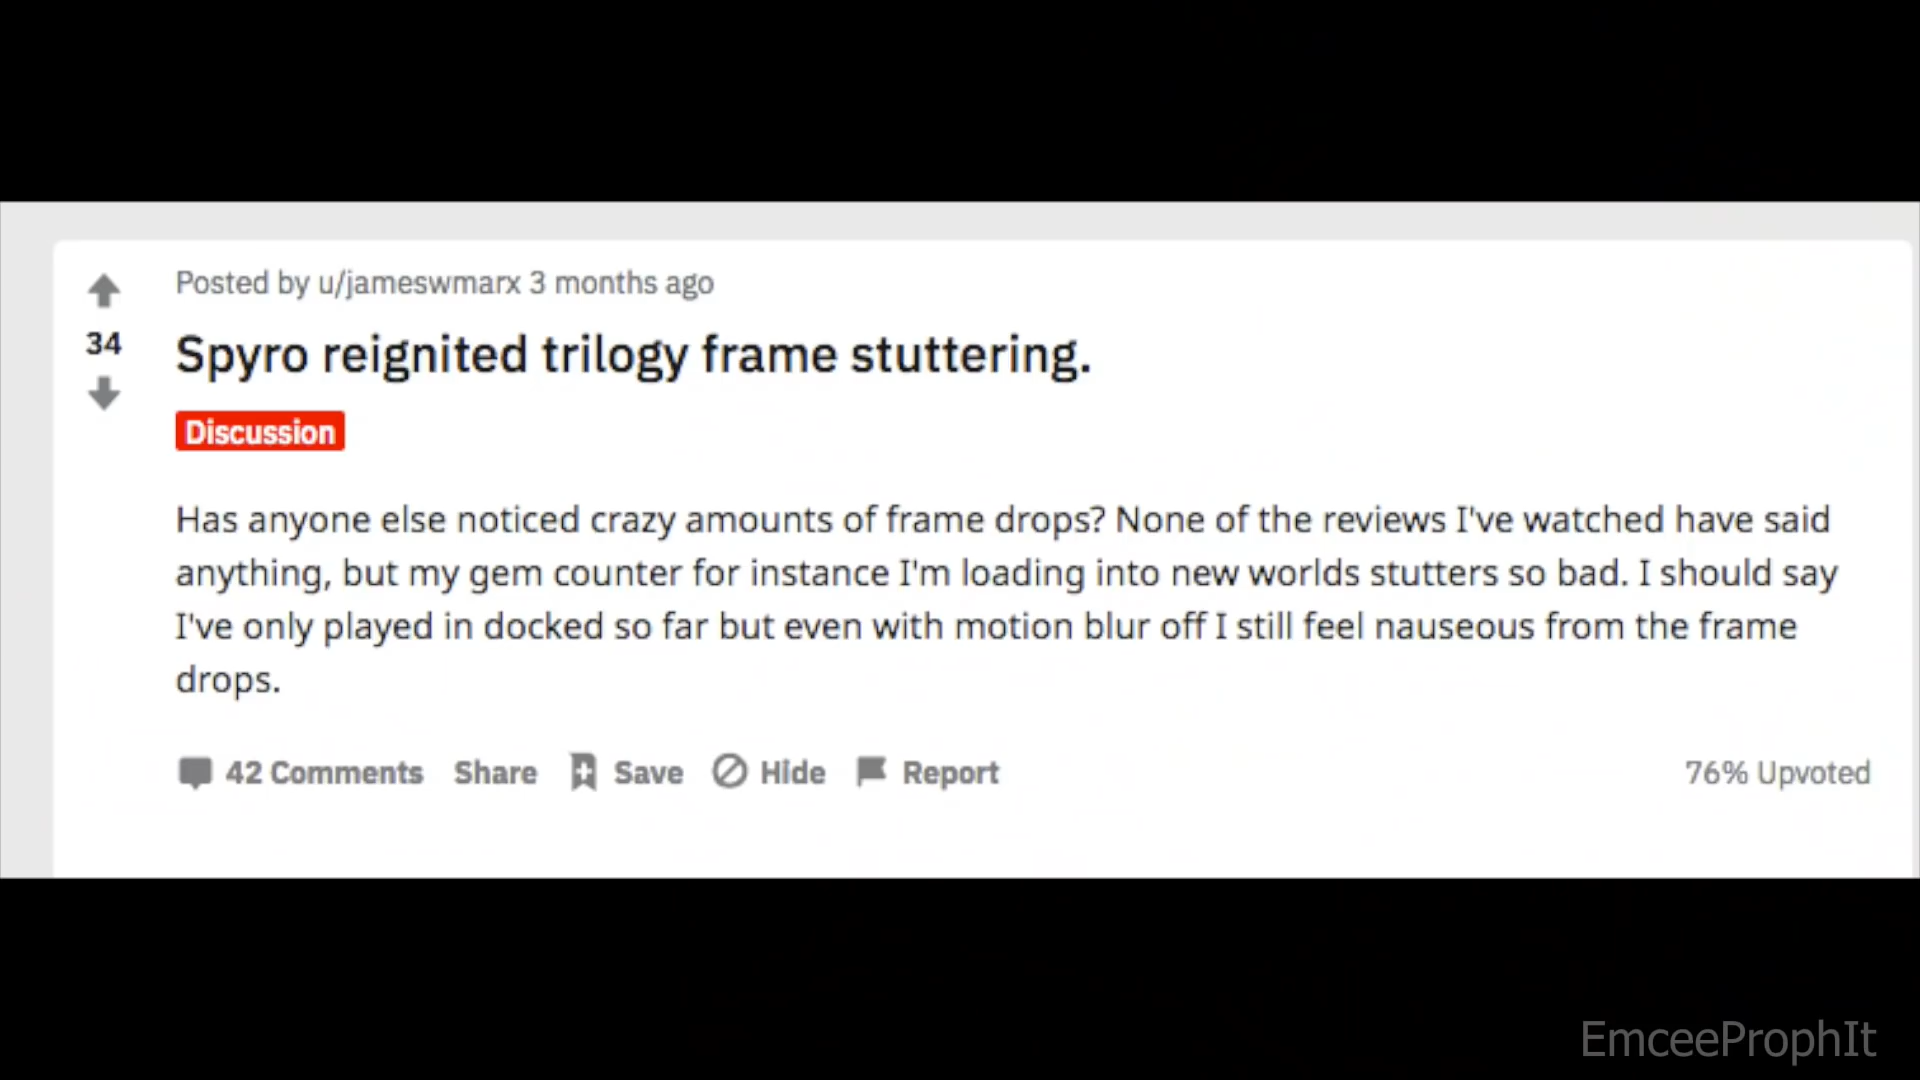 Posted by u/jameswmarx 3 months ago
34
Spyro reignited trilogy frame stuttering.
Discussion
Has anyone else noticed crazy amounts of frame drops? None of the reviews I've watched have said
anything, but my gem counter for instance I'm loading into new worlds stutters so bad. I should say
I've only played in docked so far but even with motion blur off I still feel nauseous from the frame
drops.
42 Comments Share Save Hide Report 76% Upvoted
EmceeProphIt